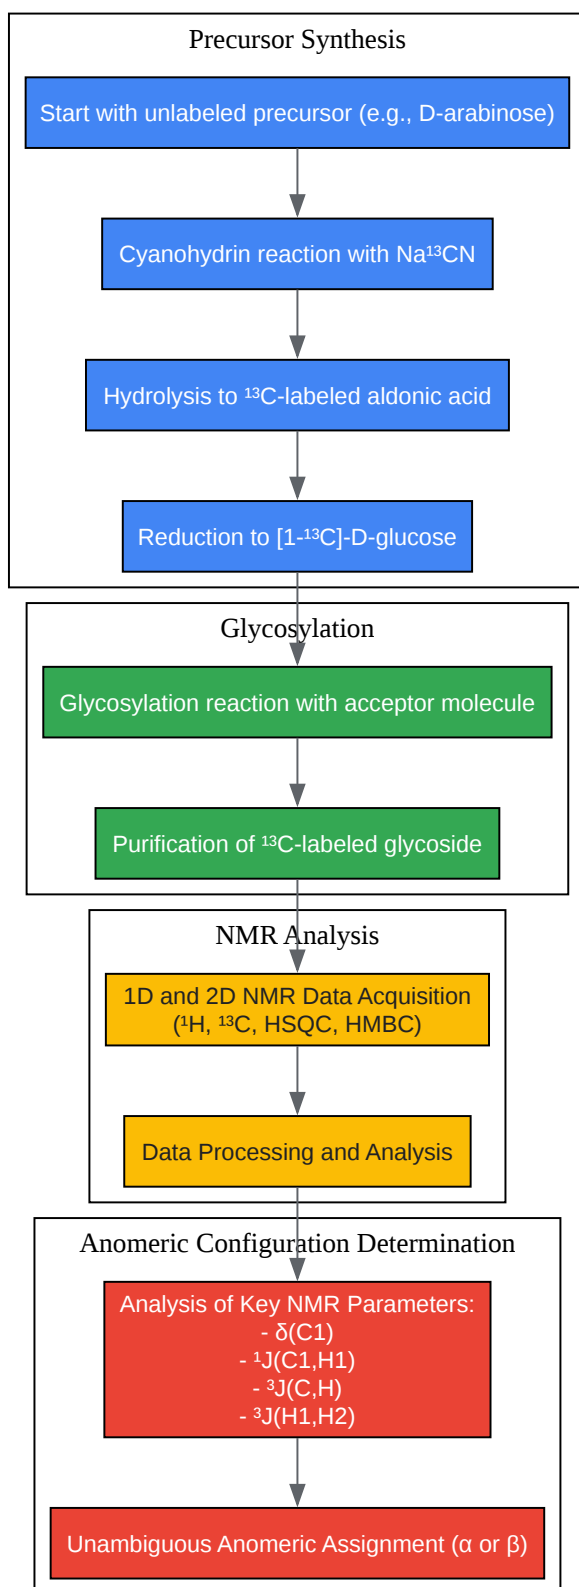 Precursor Synthesis
Start with unlabeled precursor (e.g., D-arabinose)
Cyanohydrin reaction with Na¹³CN
Hydrolysis to ¹³C-labeled aldonic acid
Reduction to [1-¹³C]-D-glucose
Glycosylation
Glycosylation reaction with acceptor molecule
Purification of ¹³C-labeled glycoside
NMR Analysis
1D and 2D NMR Data Acquisition
(¹H, ¹³C, HSQC, HMBC)
Data Processing and Analysis
Anomeric Configuration Determination
Analysis of Key NMR Parameters:
- δ(C1)
- ¹J(C1,H1)
- ³J(C,H)
- ³J(H1,H2)
Unambiguous Anomeric Assignment (α or β)